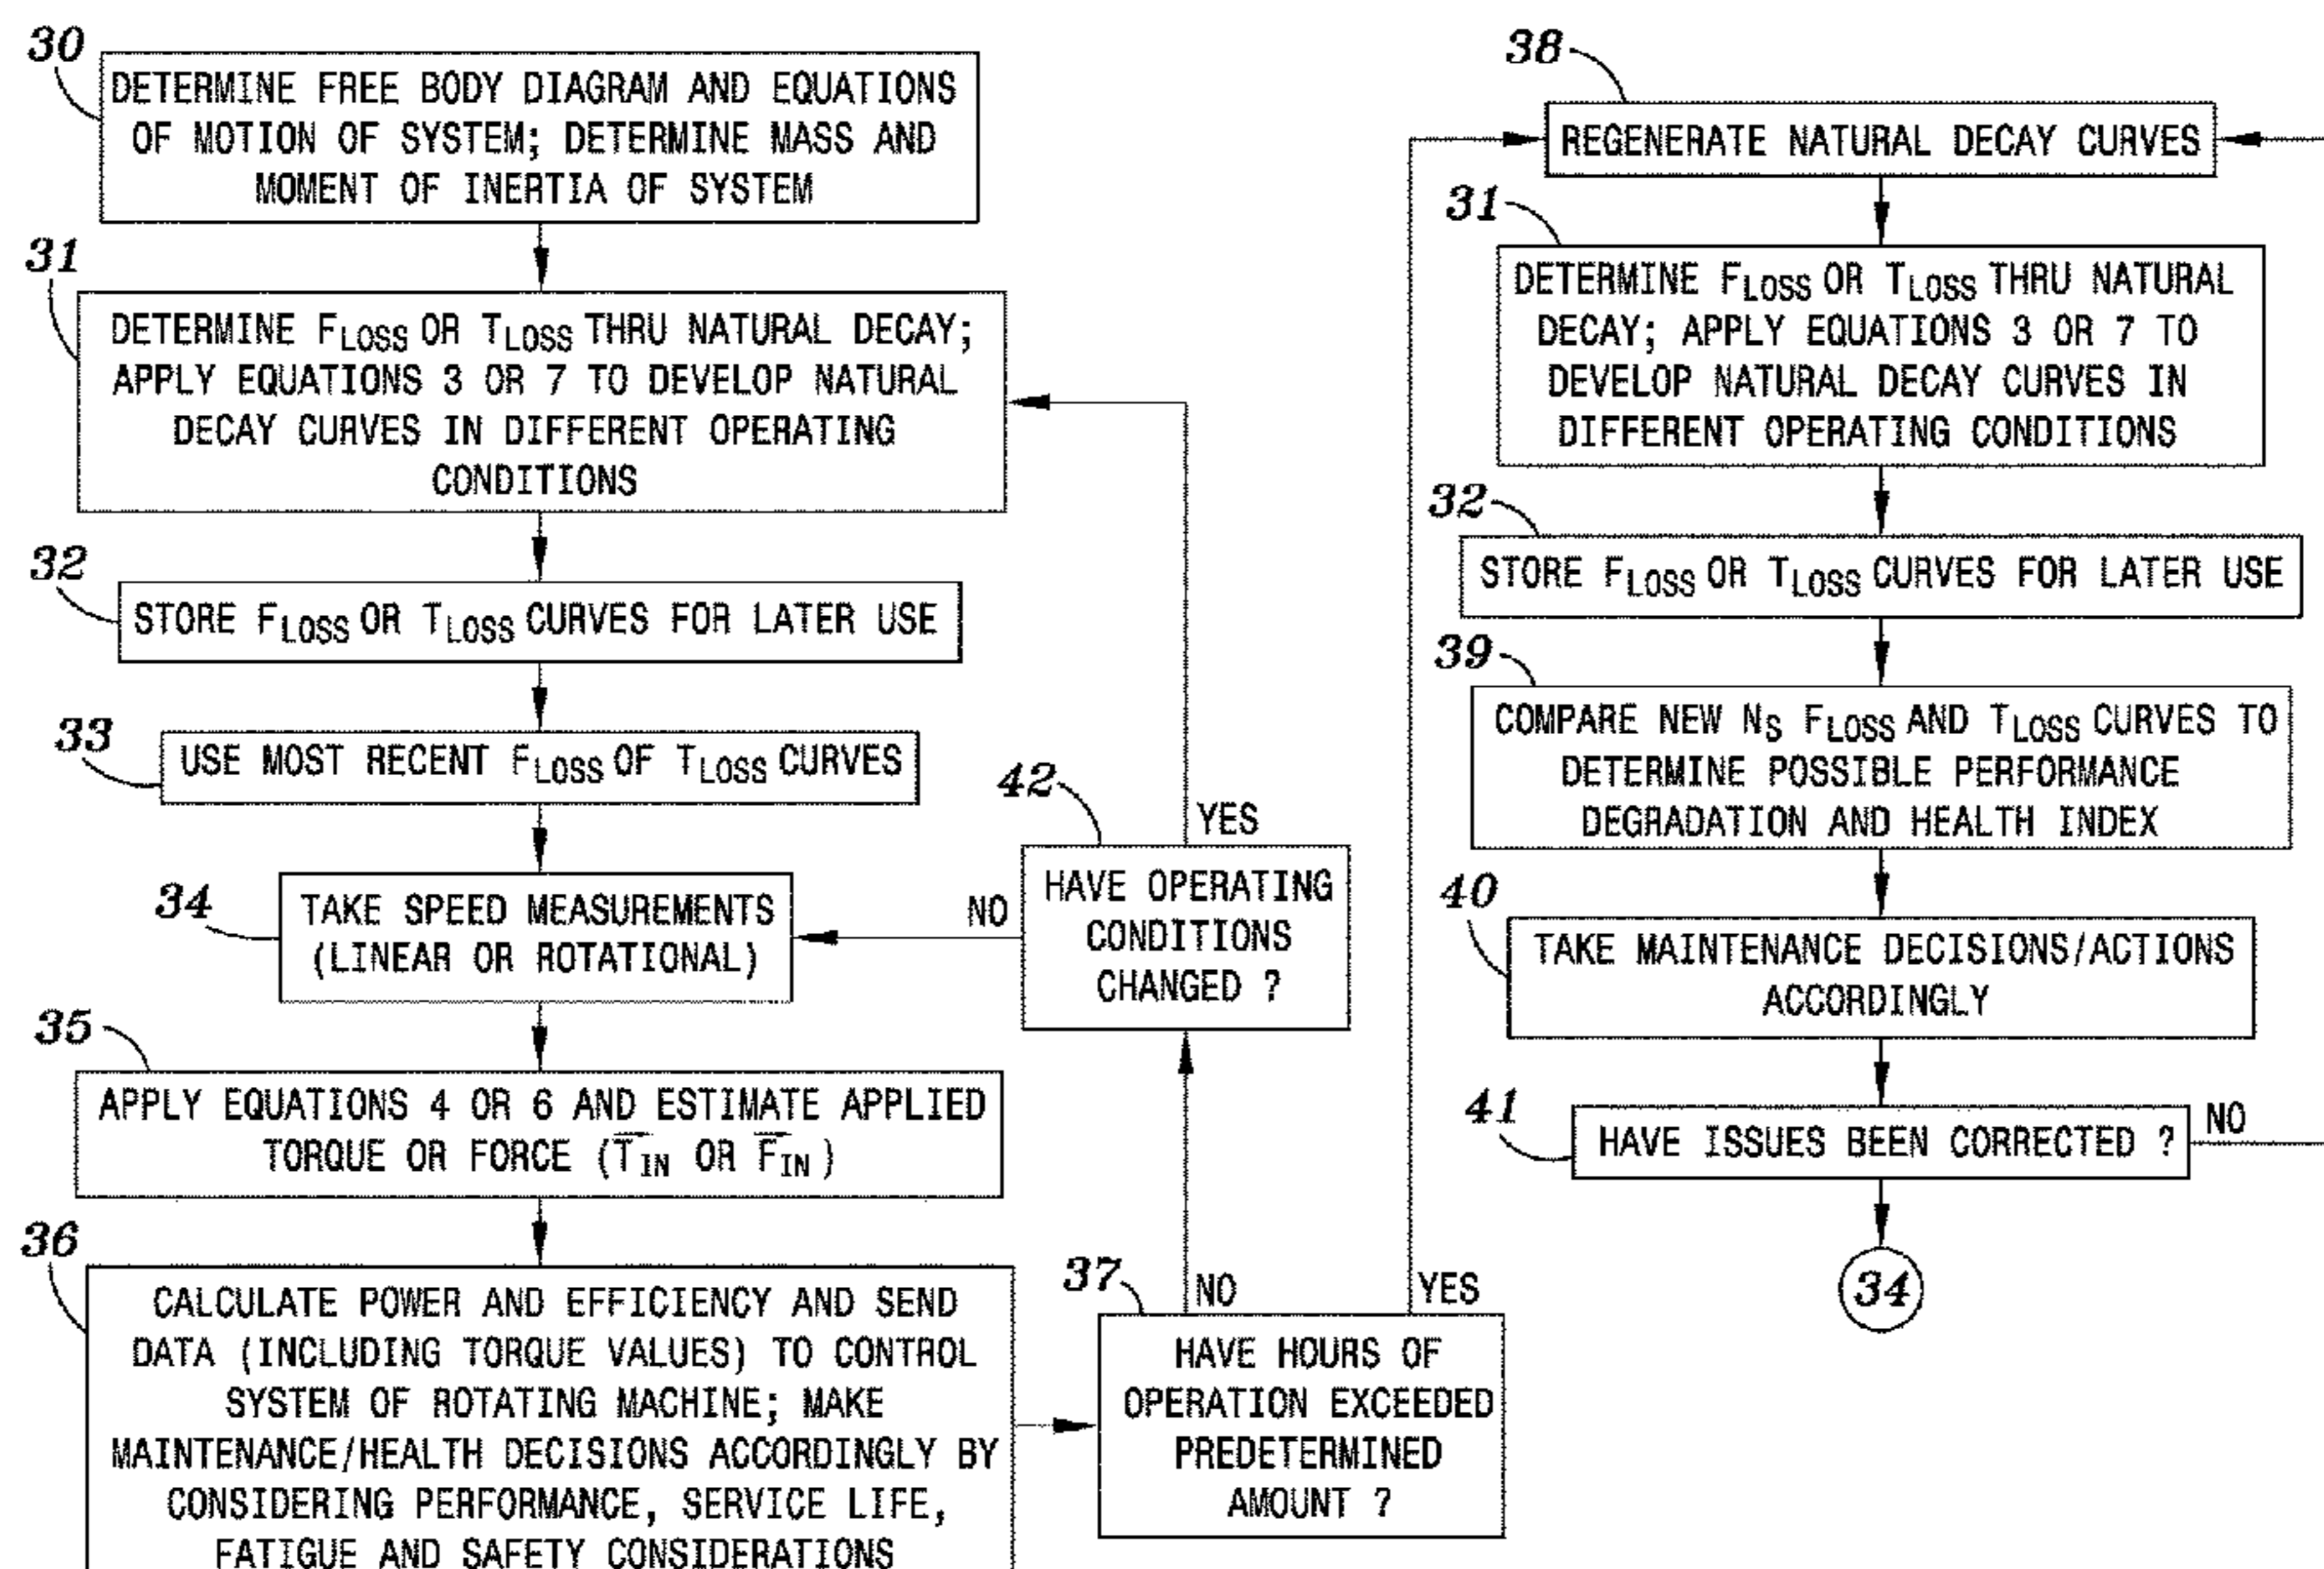 30
DETERMINE FREE BODY DIAGRAM AND EQUATIONS
OF MOTION OF SYSTEM; DETERMINE MASS AND
MOMENT OF INERTIA OF SYSTEM
31
DETERMINE FLOSS OR TLOSS THRU NATURAL DECAY;
APPLY EQUATIONS 3 OR 7 TO DEVELOP NATURAL
DECAY CURVES IN DIFFERENT OPERATING
CONDITIONS
32
STORE FLOSS OR TLOSS CURVES FOR LATER USE
33
USE MOST RECENT FLOSS OF TLOSS CURVES
34
TAKE SPEED MEASUREMENTS
(LINEAR OR ROTATIONAL)
35
APPLY EQUATIONS 4 OR 6 AND ESTIMATE APPLIED
TORQUE OR FORCE (TIN OR FIN)
36
CALCULATE POWER AND EFFICIENCY AND SEND
DATA (INCLUDING TORQUE VALUES) TO CONTROL
SYSTEM OF ROTATING MACHINE; MAKE
MAINTENANCE/HEALTH DECISIONS ACCORDINGLY BY
CONSIDERING PERFORMANCE, SERVICE LIFE,
FATIGUE AND SAFETY CONSIDERATIONS
42
YES
NO
HAVE OPERATING
CONDITIONS
CHANGED ?
37
NO
YES
HAVE HOURS OF
OPERATION EXCEEDED
PREDETERMINED
AMOUNT ?
38
REGENERATE NATURAL DECAY CURVES
31
DETERMINE FLOSS OR TLOSS THRU NATURAL
DECAY; APPLY EQUATIONS 3 OR 7 TO
DEVELOP NATURAL DECAY CURVES IN
DIFFERENT OPERATING CONDITIONS
32
STORE FLOSS OR TLOSS CURVES FOR LATER USE
39
COMPARE NEW NS FLOSS AND TLOSS CURVES TO
DETERMINE POSSIBLE PERFORMANCE
DEGRADATION AND HEALTH INDEX
40
TAKE MAINTENANCE DECISIONS/ACTIONS
ACCORDINGLY
41
HAVE ISSUES BEEN CORRECTED ?
NO
34